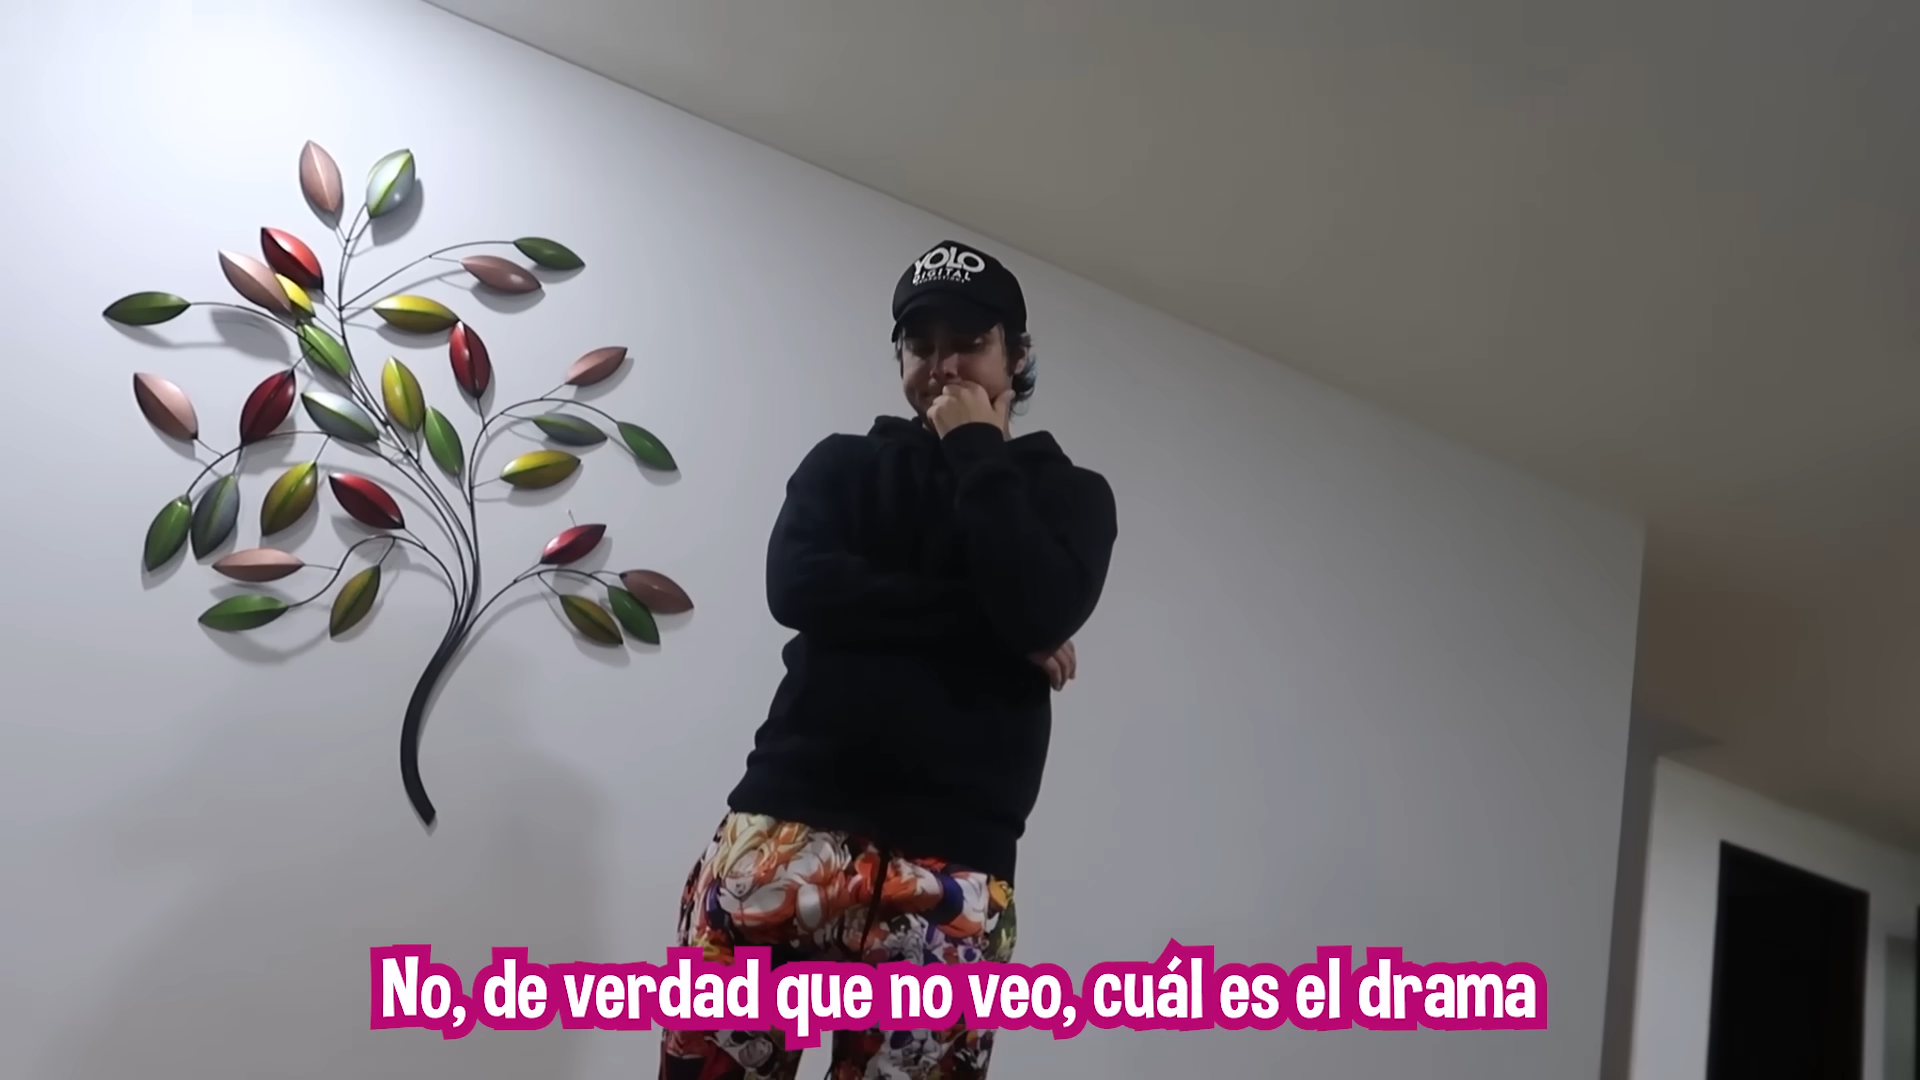 YOLO
DIGITAL
No, de verdad que no veo, cuál es el drama